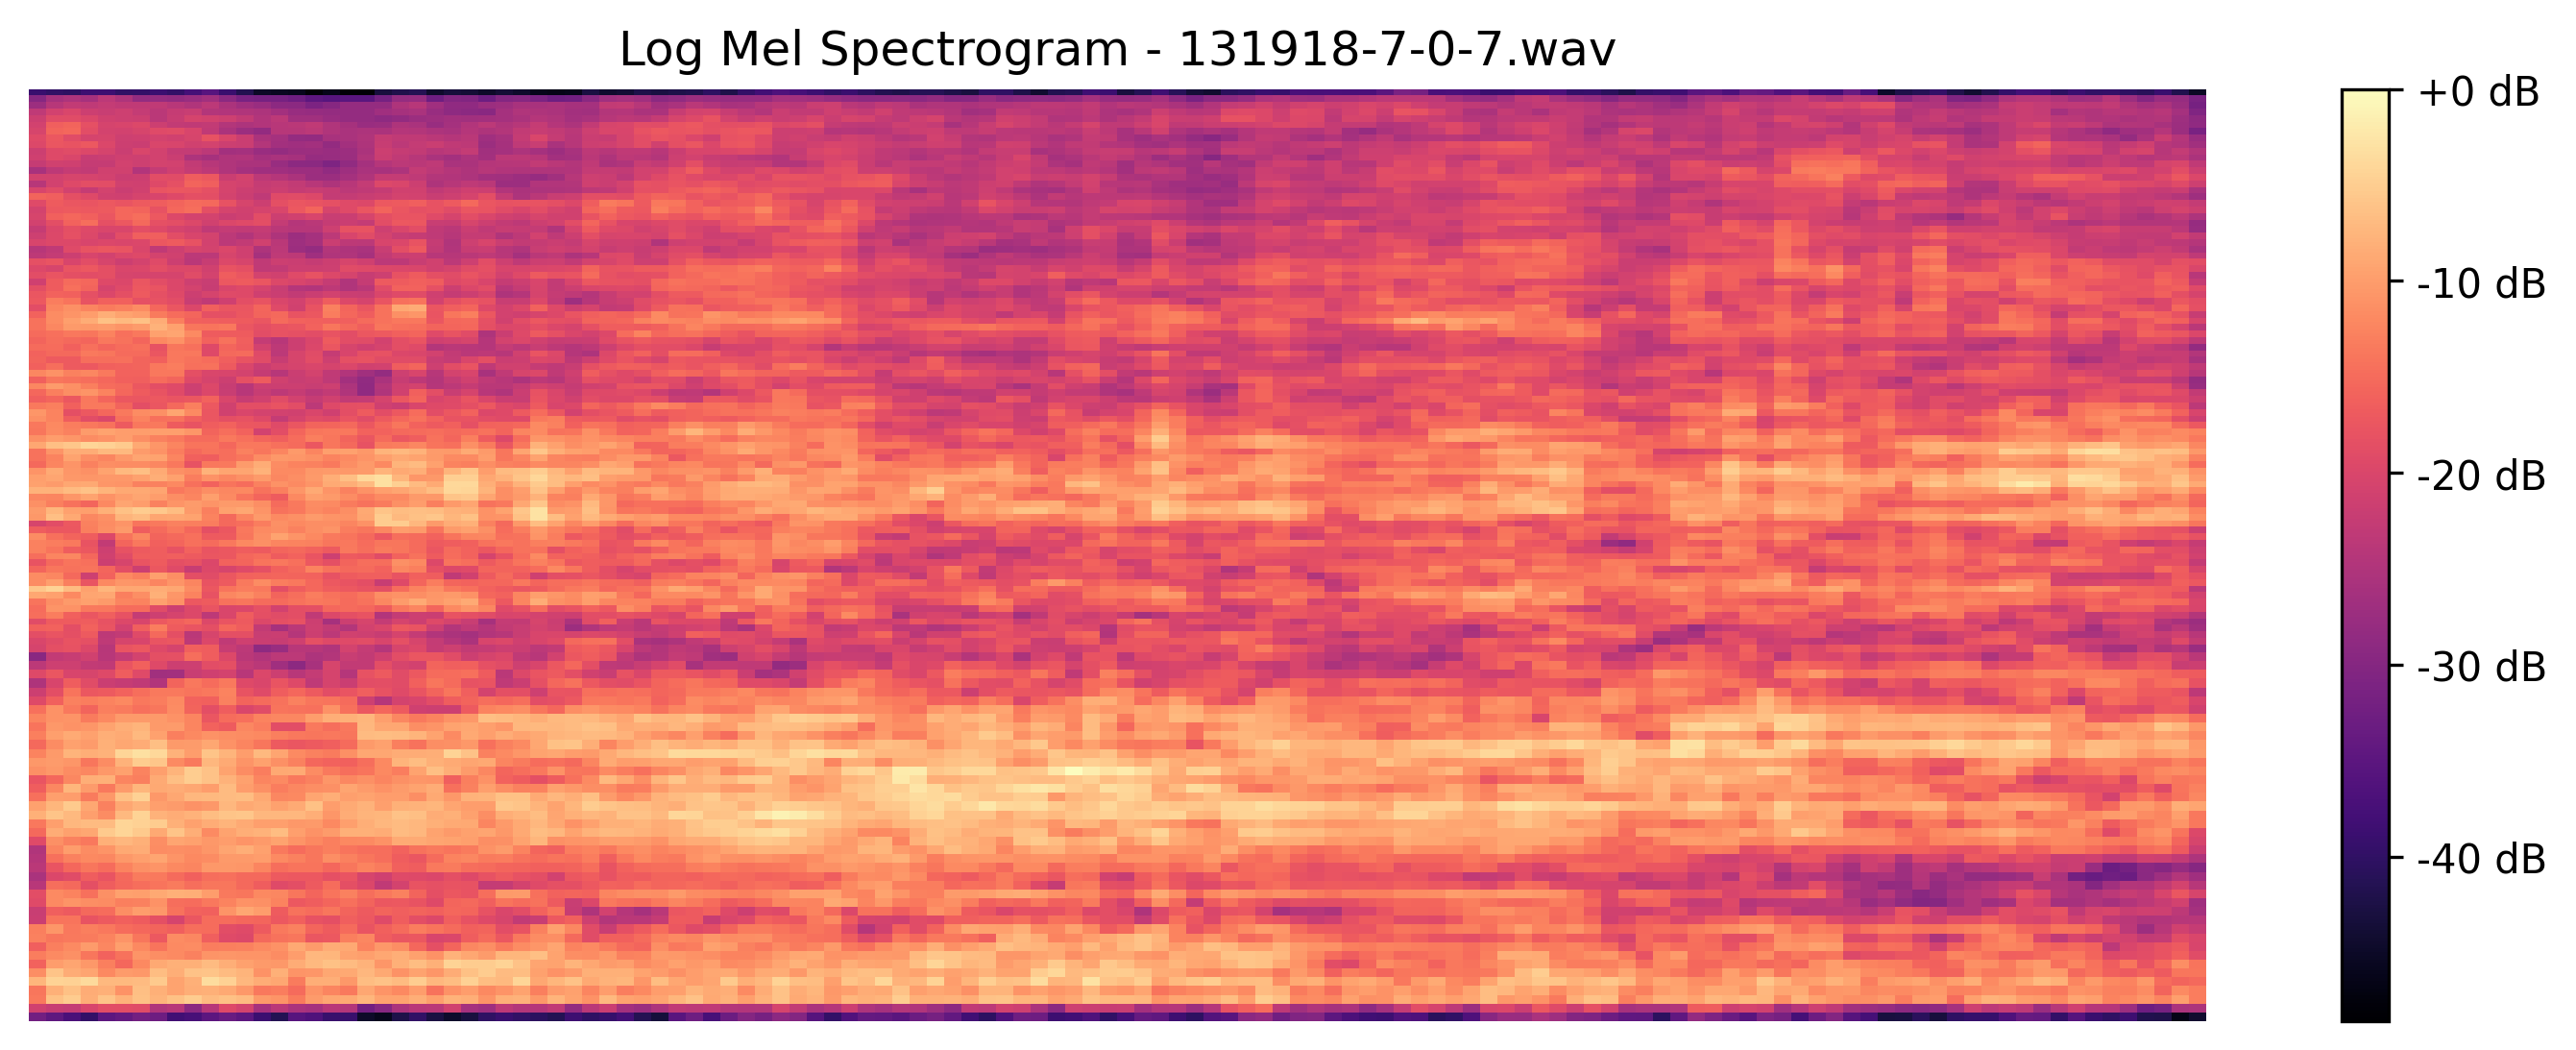 Log Mel Spectrogram - 131918-7-0-7.wav
+0 dB
-10 dB
-20 dB
-30 dB
-40 dB